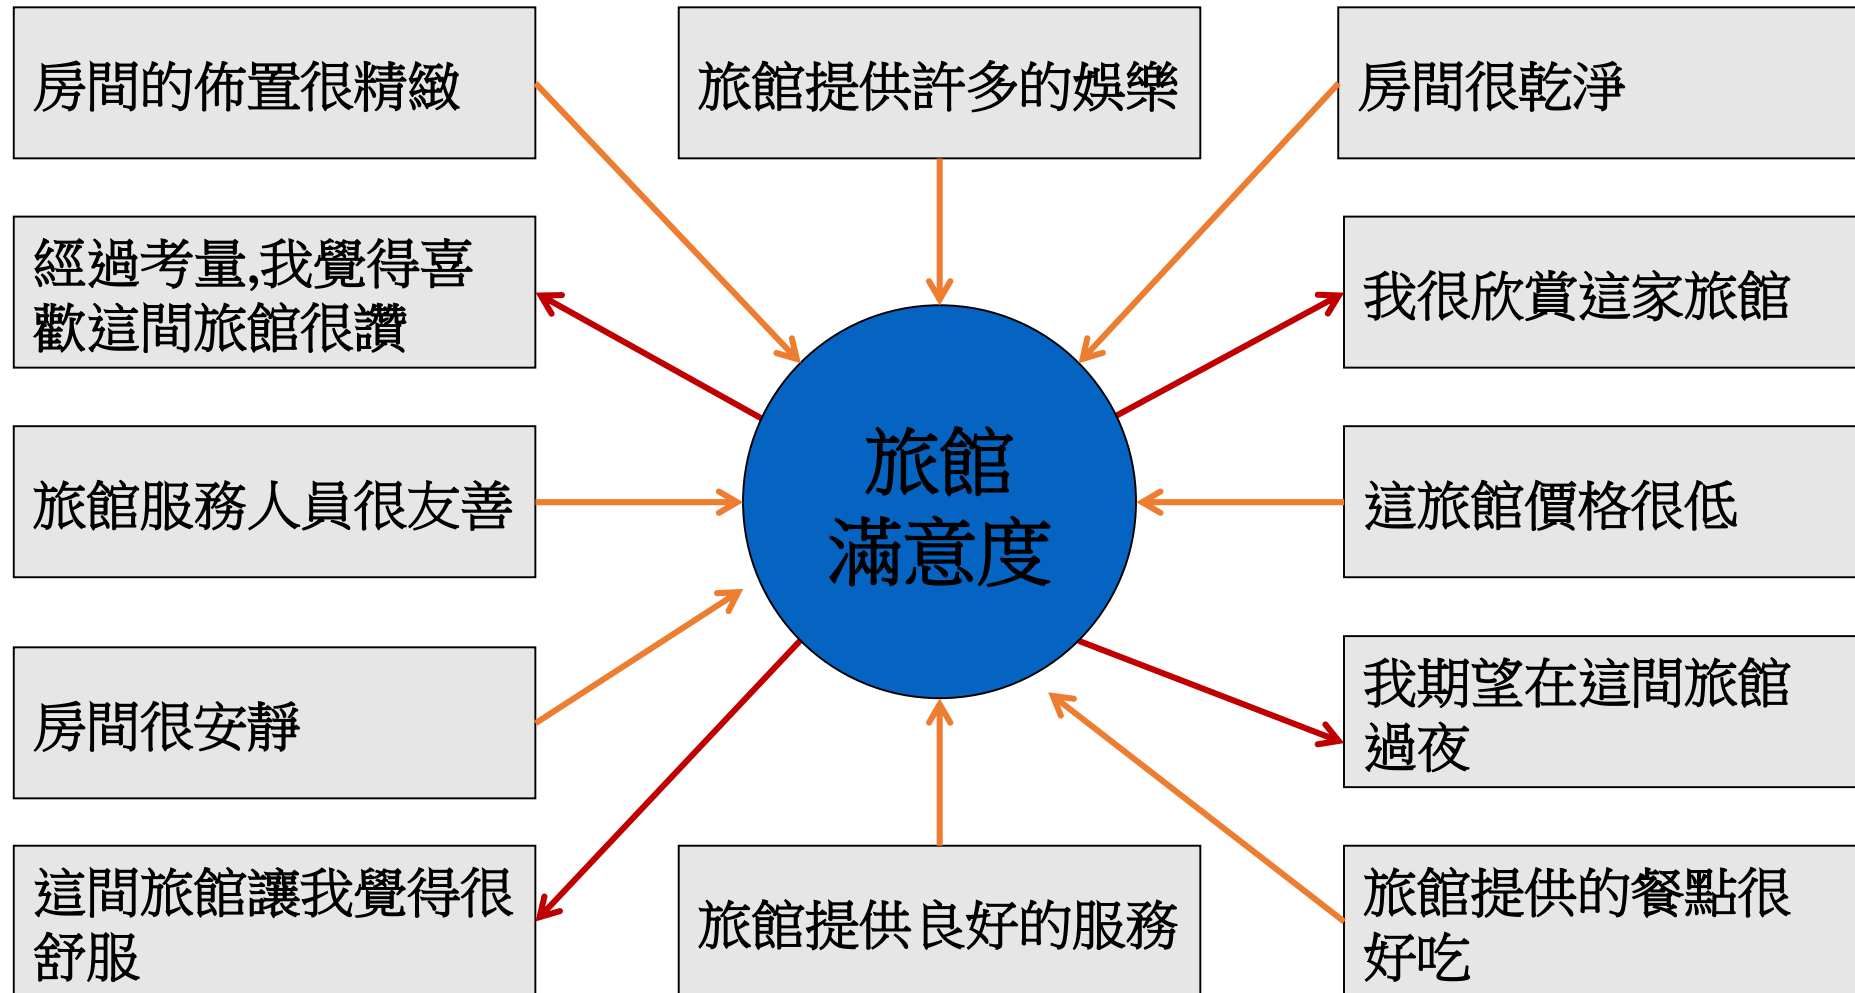 房間的佈置很精緻
旅館提供許多的娛樂
房間很乾淨
經過考量,我覺得喜
歡這間旅館很讚
我很欣賞這家旅館
旅館
滿意度
旅館服務人員很友善
這旅館價格很低
房間很安靜
我期望在這間旅館
過夜
這間旅館讓我覺得很
舒服
旅館提供良好的服務
旅館提供的餐點很
好吃